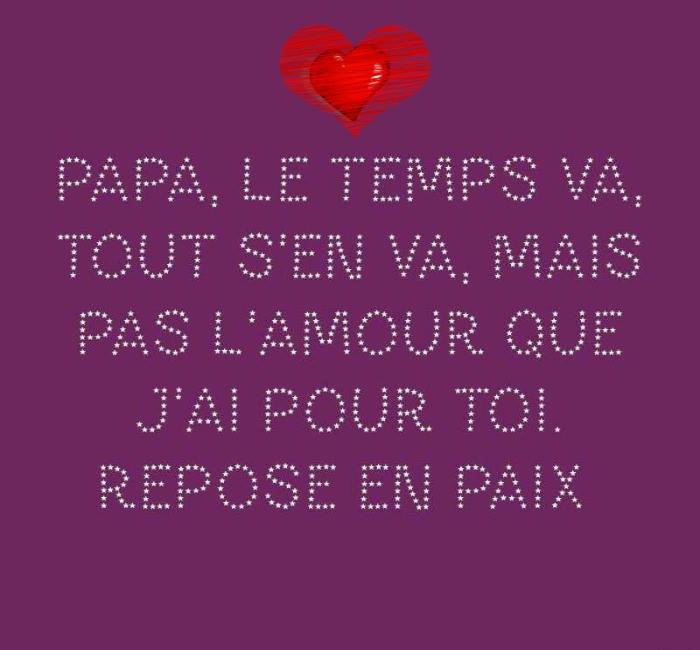 PAPA, LE TEMPS VA,
TOUT S'EN VA, MAIS
PAS L'AMOUR QUE
J'AI POUR TOI.
REPOSE EN PAIX